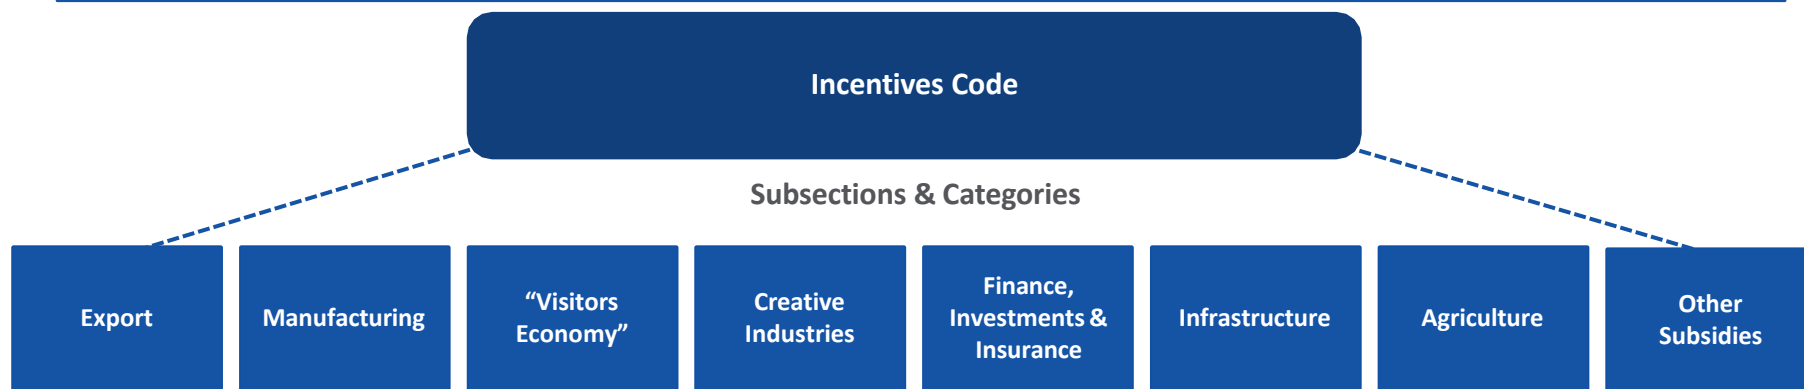 Incentives Code
Subsections & Categories
Export
Manufacturing
“Visitors
Economy”
Creative
Industries
Finance,
Investments &
Insurance
Infrastructure
Agriculture
Other
Subsidies